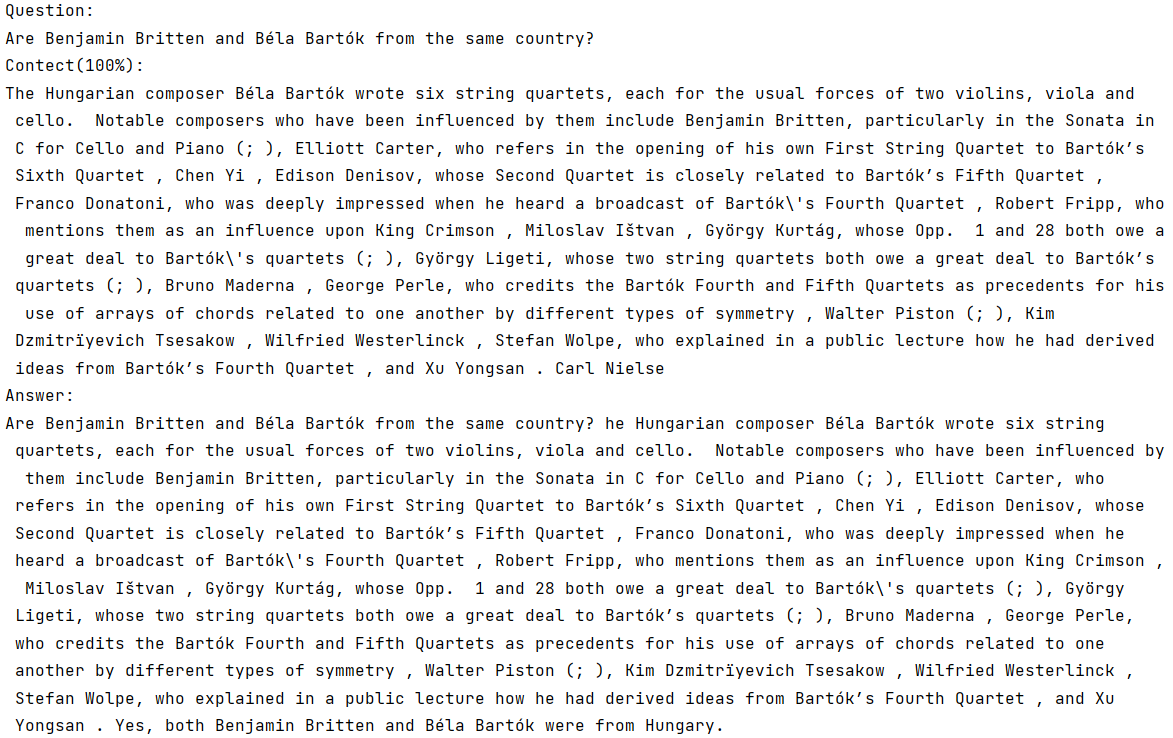 Question:
Are Benjamin Britten and Béla Bartók from the same country?
Contect(100%):
The Hungarian composer Béla Bartók wrote six string quartets, each for the usual forces of two violins, viola and
cello.  Notable composers who have been influenced by them include Benjamin Britten, particularly in the Sonata in
C for Cello and Piano (; ), Elliott Carter, who refers in the opening of his own First String Quartet to Bartók’s
Sixth Quartet , Chen Yi , Edison Denisov, whose Second Quartet is closely related to Bartók’s Fifth Quartet ,
Franco Donatoni, who was deeply impressed when he heard a broadcast of Bartók\'s Fourth Quartet , Robert Fripp, who
mentions them as an influence upon King Crimson , Miloslav Ištvan , György Kurtág, whose Opp.  1 and 28 both owe a
great deal to Bartók\'s quartets (; ), György Ligeti, whose two string quartets both owe a great deal to Bartók’s
quartets (; ), Bruno Maderna , George Perle, who credits the Bartók Fourth and Fifth Quartets as precedents for his
use of arrays of chords related to one another by different types of symmetry , Walter Piston (; ), Kim
Dzmitrïyevich Tsesakow , Wilfried Westerlinck , Stefan Wolpe, who explained in a public lecture how he had derived
ideas from Bartók’s Fourth Quartet , and Xu Yongsan . Carl Nielse
Answer:
Are Benjamin Britten and Béla Bartók from the same country? he Hungarian composer Béla Bartók wrote six string
quartets, each for the usual forces of two violins, viola and cello.  Notable composers who have been influenced by
them include Benjamin Britten, particularly in the Sonata in C for Cello and Piano (; ), Elliott Carter, who
refers in the opening of his own First String Quartet to Bartók’s Sixth Quartet , Chen Yi , Edison Denisov, whose
Second Quartet is closely related to Bartók’s Fifth Quartet , Franco Donatoni, who was deeply impressed when he
heard a broadcast of Bartók\'s Fourth Quartet , Robert Fripp, who mentions them as an influence upon King Crimson ,
Miloslav Ištvan , György Kurtág, whose Opp.  1 and 28 both owe a great deal to Bartók\'s quartets (; ), György
Ligeti, whose two string quartets both owe a great deal to Bartók’s quartets (; ), Bruno Maderna , George Perle,
who credits the Bartók Fourth and Fifth Quartets as precedents for his use of arrays of chords related to one
another by different types of symmetry , Walter Piston (; ), Kim Dzmitrïyevich Tsesakow , Wilfried Westerlinck ,
Stefan Wolpe, who explained in a public lecture how he had derived ideas from Bartók’s Fourth Quartet , and Xu
Yongsan . Yes, both Benjamin Britten and Béla Bartók were from Hungary.